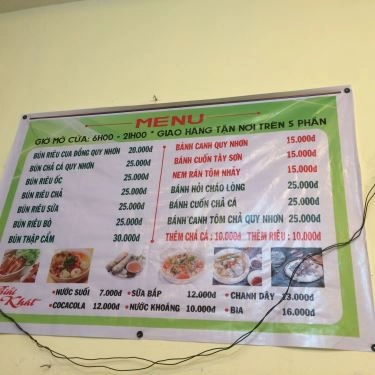 MENU
GIỜ MỞ CỬA: 6H00 - 21H00 * GIAO HÀNG TẬN NƠI TRÊN 5 PHẦN
BÚN RIÊU CUA ĐỒNG QUY NHƠN 20.000đ
BÚN CHẢ CÁ QUY NHƠN 25.000đ
BÚN RIÊU ỐC 25.000đ
BÚN RIÊU CHẢ 25.000đ
BÚN RIÊU SỨA 25.000đ
BÚN RIÊU BÒ 25.000đ
BÚN THẬP CẨM 30.000đ
BÁNH CANH QUY NHƠN 15.000đ
BÁNH CUỐN TÂY SƠN 15.000đ
NEM RÁN TÔM NHẢY 15.000đ
BÁNH HỎI CHÁO LÒNG 25.000đ
BÁNH CUỐN CHẢ CÁ 25.000đ
BÁNH CANH TÔM CHẢ QUY NHƠN 25.000đ
THÊM CHẢ CÁ : 10.000đ THÊM RIÊU : 10.000đ
Giải Khát
•NƯỚC SUỐI 7.000đ •SỮA BẮP 12.000đ •CHANH DÂY 13.000đ
•COCACOLA 12.000đ •NƯỚC KHOÁNG 10.000đ •BIA 16.000đ